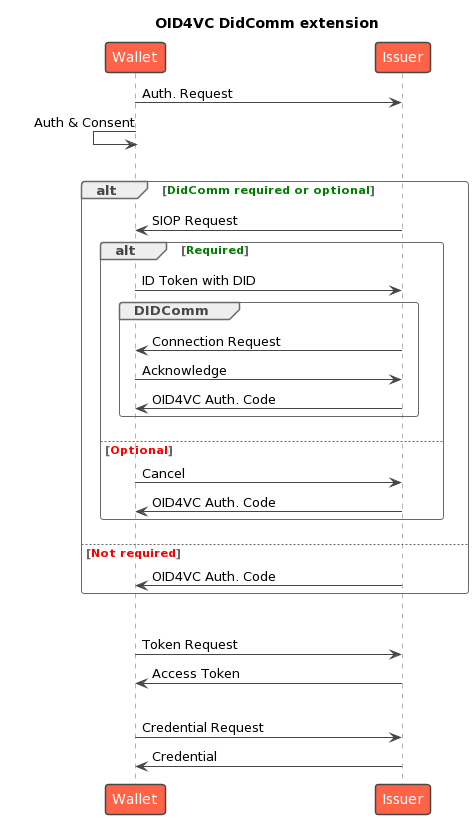 OID4VC DidComm extension
Wallet Issuer
Auth. Request
Auth & Consent
alt [DidComm required or optional]
SIOP Request
alt [Required]
ID Token with DID
DIDComm
Connection Request
Acknowledge
OID4VC Auth. Code
[Optional]
Cancel
OID4VC Auth. Code
[Not required]
OID4VC Auth. Code
Token Request
Access Token
Credential Request
Credential
Wallet Issuer